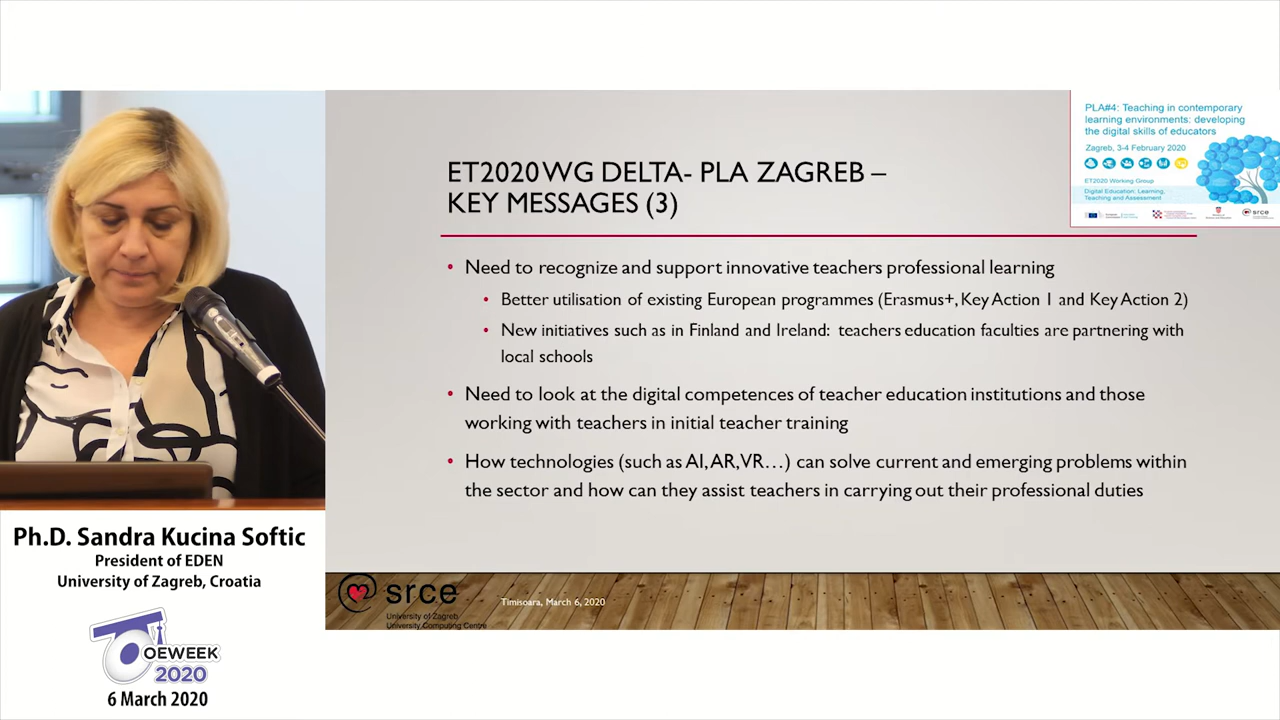 ET2020 WG DELTA- PLA ZAGREB –
KEY MESSAGES (3)
• Need to recognize and support innovative teachers professional learning
• Better utilisation of existing European programmes (Erasmus+, Key Action 1 and Key Action 2)
• New initiatives such as in Finland and Ireland: teachers education faculties are partnering with
local schools
• Need to look at the digital competences of teacher education institutions and those
working with teachers in initial teacher training
• How technologies (such as AI, AR, VR…) can solve current and emerging problems within
the sector and how can they assist teachers in carrying out their professional duties
PLA#4: Teaching in contemporary
learning environments: developing
the digital skills of educators
Zagreb, 3-4 February 2020
ET2020 Working Group
Digital Education: Learning,
Teaching and Assessment
srce
srce
University of Zagreb
University Computing Centre
Timisoara, March 6, 2020
Ph.D. Sandra Kucina Softic
President of EDEN
University of Zagreb, Croatia
OEWEEK
2020
6 March 2020